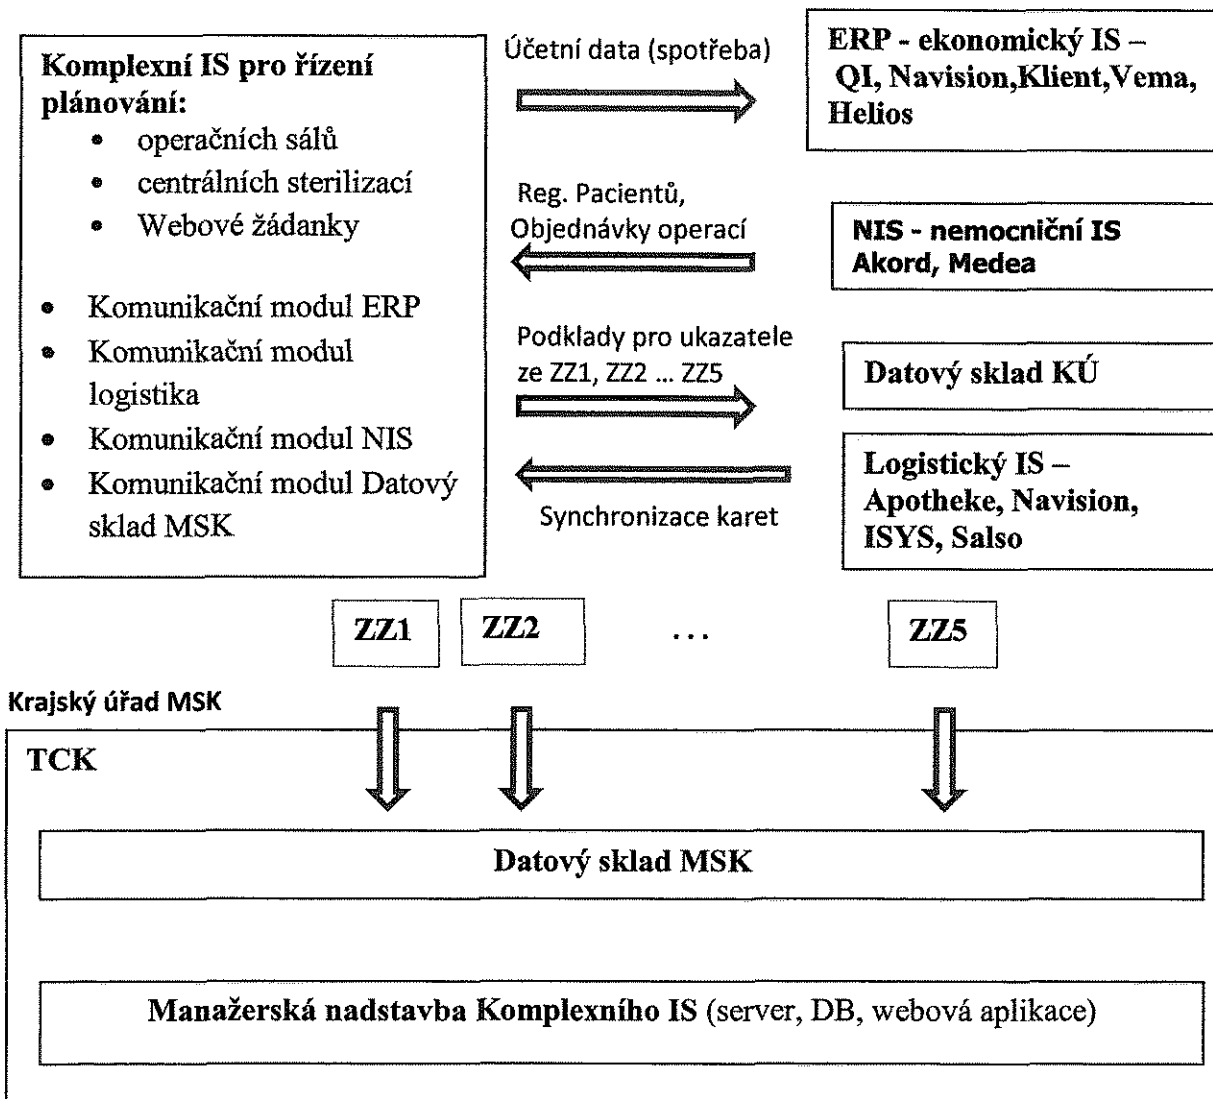 Komplexní IS pro řízení
plánování:
• operačních sálů
• centrálních sterilizací
• Webové žádanky
• Komunikační modul ERP
• Komunikační modul
logistika
• Komunikační modul NIS
• Komunikační modul Datový
sklad MSK
Účetní data (spotřeba)
Reg. Pacientů,
Objednávky operací
Podklady pro ukazatele
ze ZZ1, ZZ2 ... ZZ5
Synchronizace karet
ERP - ekonomický IS –
QI, Navision,Klient,Vema,
Helios
NIS - nemocniční IS
Akord, Medea
Datový sklad KÚ
Logistický IS –
Apotheke, Navision,
ISYS, Salso
ZZ1 ZZ2 ... ZZ5
Krajský úřad MSK
TCK
Datový sklad MSK
Manažerská nadstavba Komplexního IS (server, DB, webová aplikace)